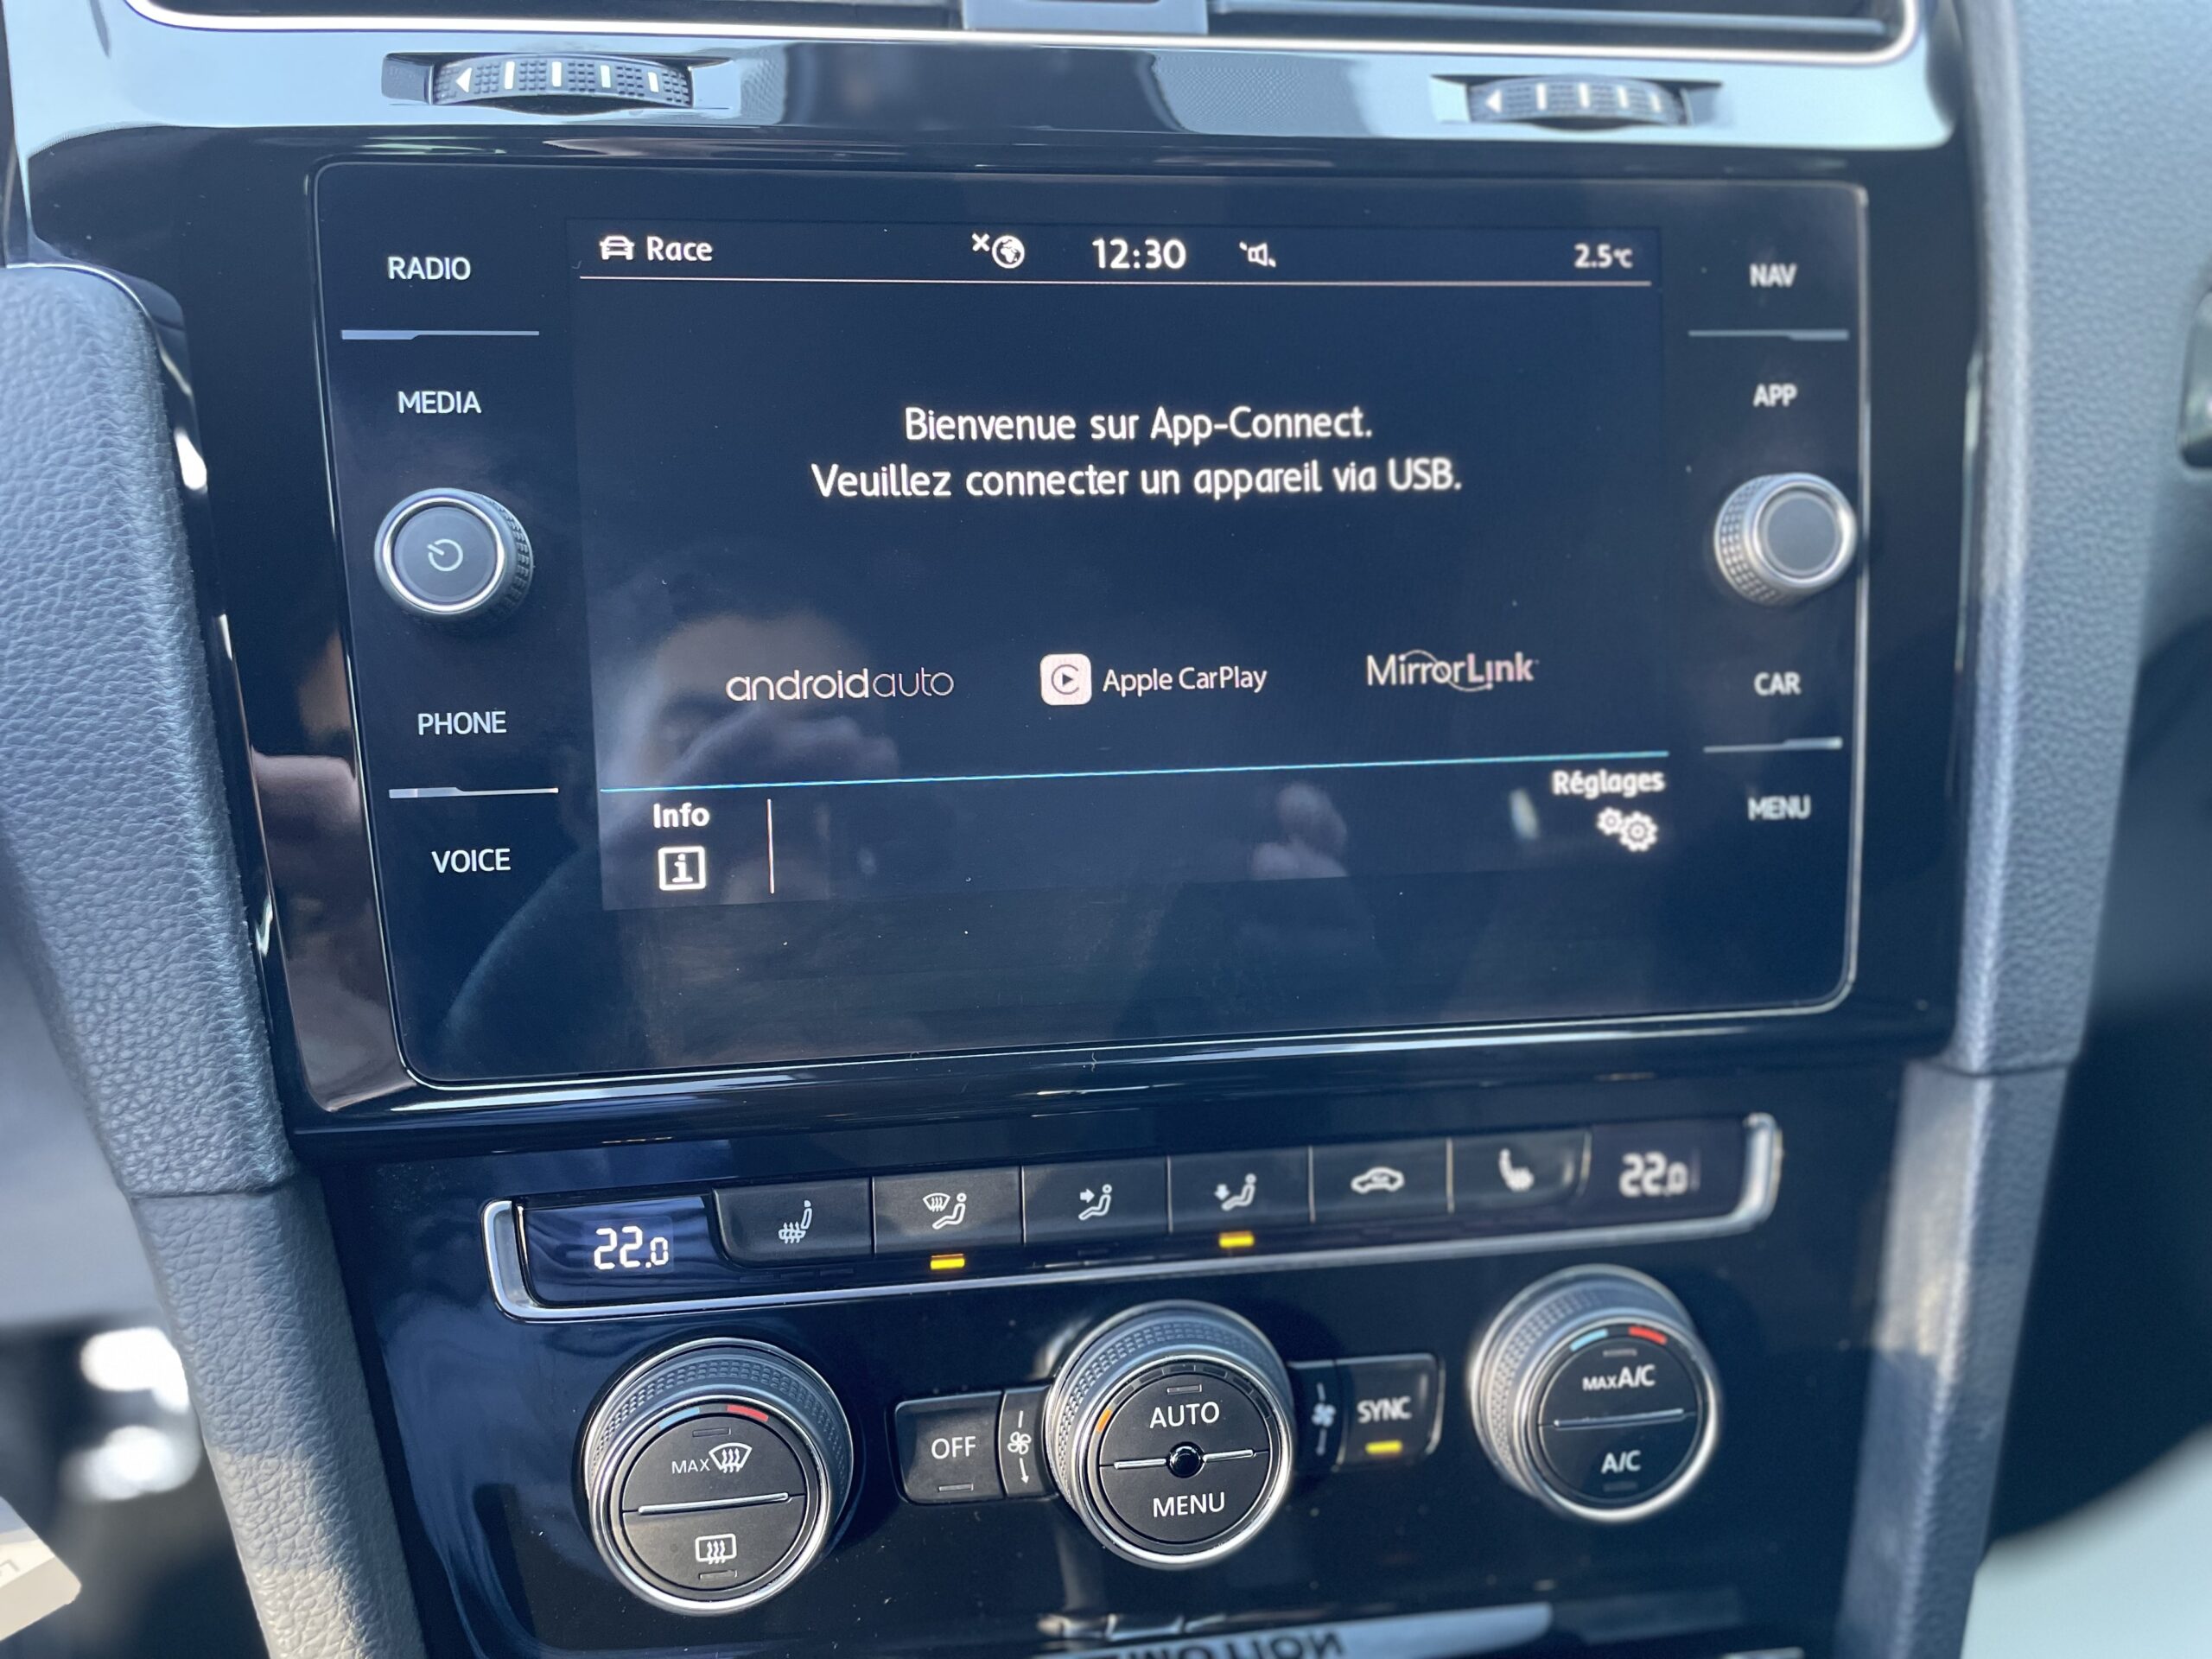 RADIO
MEDIA
PHONE
VOICE
Race
12:30
2.5°C
Bienvenue sur App-Connect.
Veuillez connecter un appareil via USB.
androidauto
Apple CarPlay
MirrorLink
Info
i
Réglages
NAV
APP
CAR
MENU
22.0
22.0
MAX
OFF
AUTO
MENU
SYNC
MAX A/C
A/C